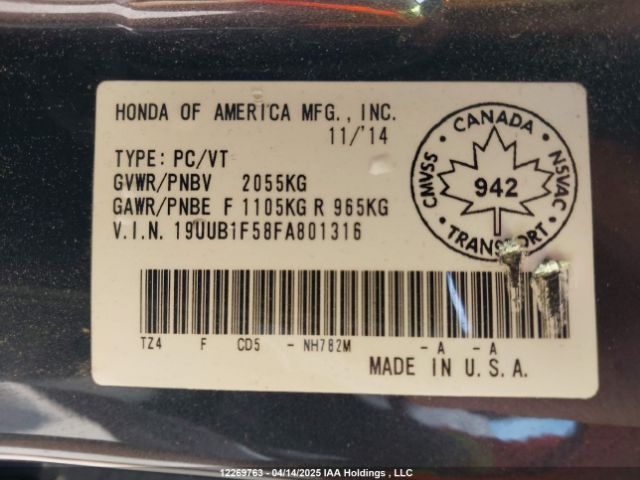 HONDA OF AMERICA MFG., INC.
11/'14
TYPE: PC/VT
GVWR/PNBV 2055KG
GAWR/PNBE F 1105KG R 965KG
V.I.N. 19UUB1F58FA801316
CANADA
CMVSS
942
NSVAC
TRANSPORT
TZ4 F CD5 - NH782M - A - A
MADE IN U.S.A.
12269763 - 04/14/2025 IAA Holdings , LLC